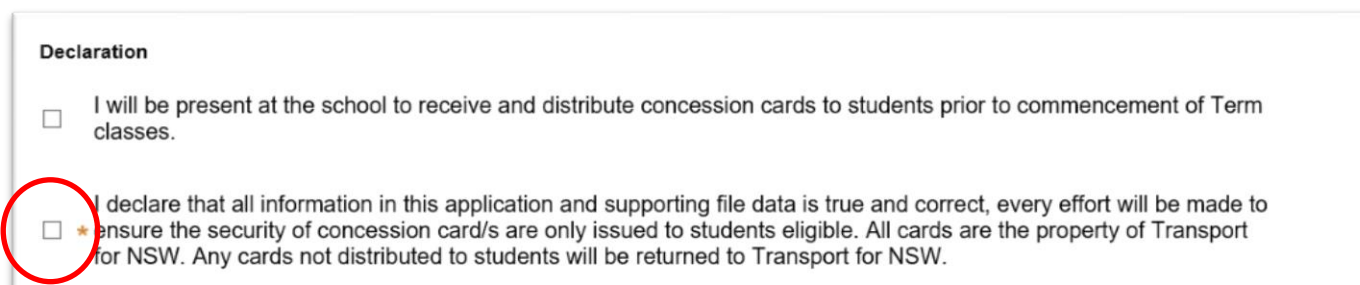 Declaration
I will be present at the school to receive and distribute concession cards to students prior to commencement of Term
classes.
I declare that all information in this application and supporting file data is true and correct, every effort will be made to
* ensure the security of concession card/s are only issued to students eligible. All cards are the property of Transport
for NSW. Any cards not distributed to students will be returned to Transport for NSW.